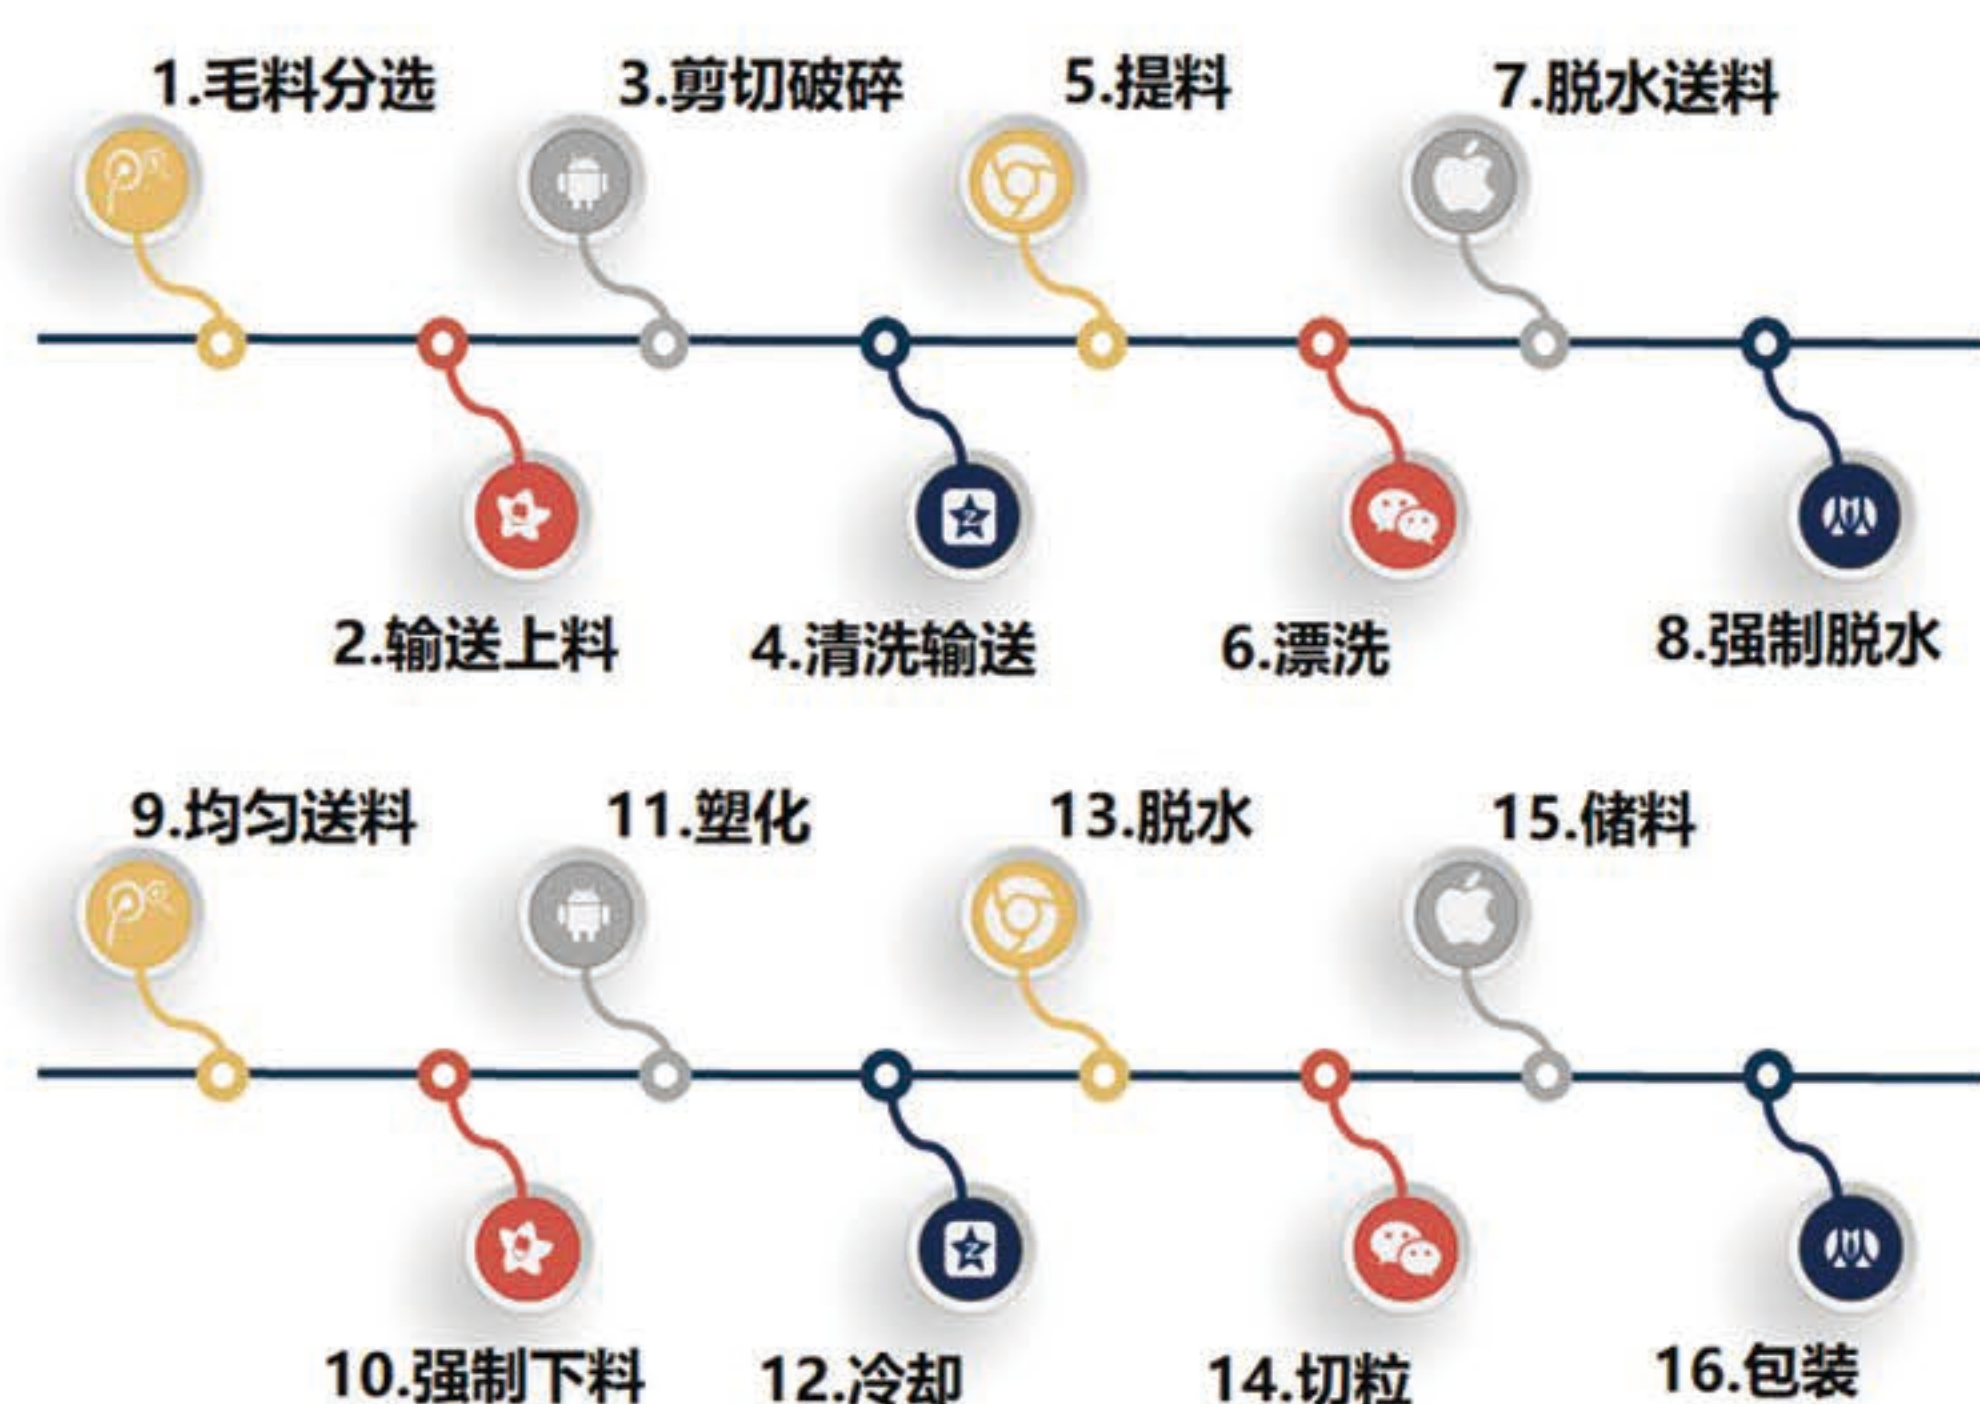 1.毛料分选
2.输送上料
3.剪切破碎
4.清洗输送
5.提料
6.漂洗
7.脱水送料
8.强制脱水
9.均匀送料
10.强制下料
11.塑化
12.冷却
13.脱水
14.切粒
15.储料
16.包装